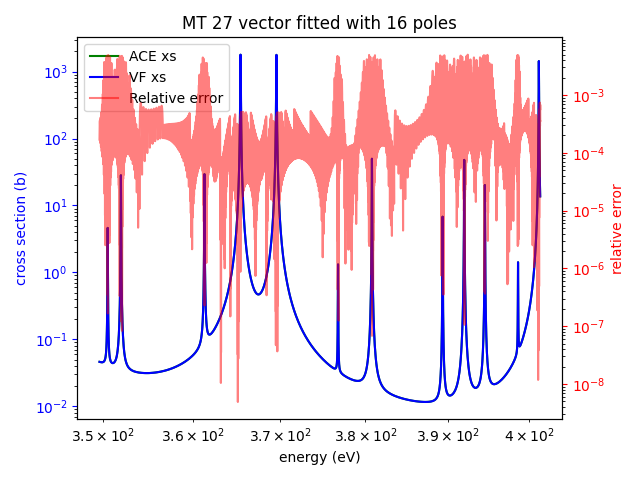 MT 27 vector fitted with 16 poles
ACE xs
VF xs
Relative error
cross section (b)
10³
10²
10¹
10⁰
10⁻¹
10⁻²
relative error
10⁻³
10⁻⁴
10⁻⁵
10⁻⁶
10⁻⁷
10⁻⁸
3.5 × 10² 3.6 × 10² 3.7 × 10² 3.8 × 10² 3.9 × 10² 4 × 10²
energy (eV)